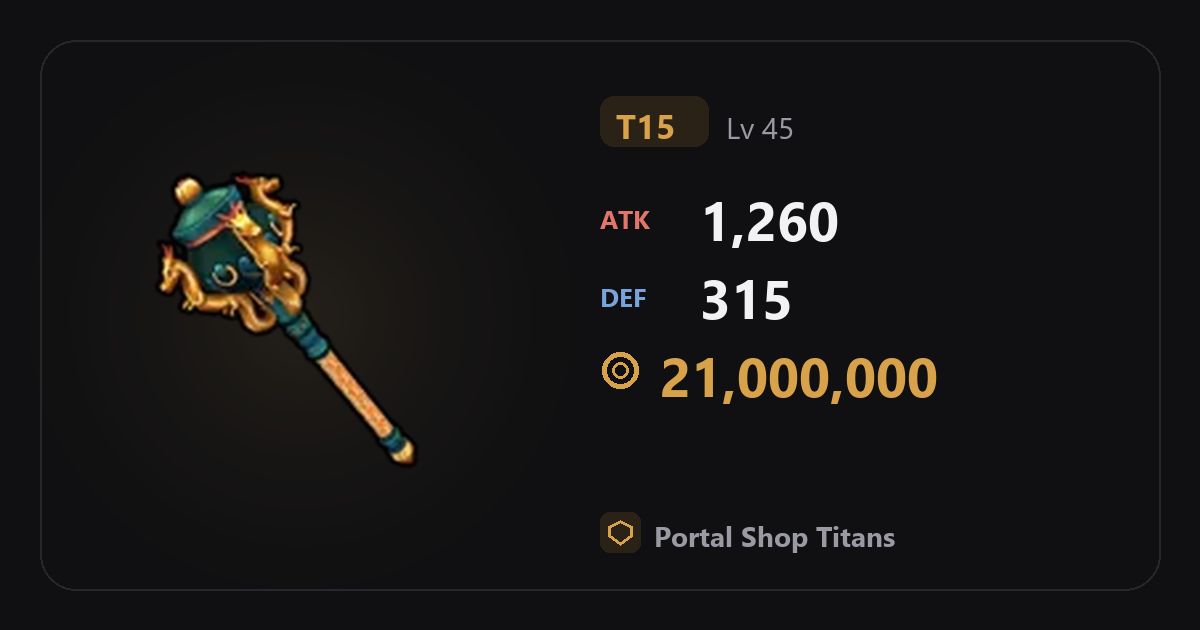 T15 Lv 45
ATK 1,260
DEF 315
21,000,000
Portal Shop Titans